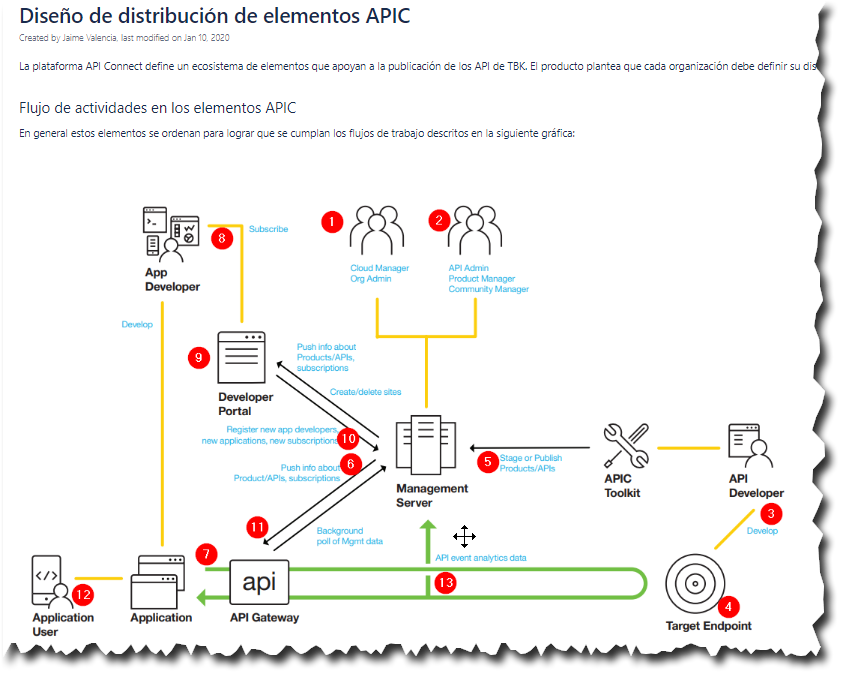 Diseño de distribución de elementos APIC
Created by Jaime Valencia, last modified on Jan 10, 2020
La plataforma API Connect define un ecosistema de elementos que apoyan a la publicación de los API de TBK. El producto plantea que cada organización debe definir su dis
Flujo de actividades en los elementos APIC
En general estos elementos se ordenan para lograr que se cumplan los flujos de trabajo descritos en la siguiente gráfica:
1
2
8
Subscribe
App
Developer
Cloud Manager
Org Admin
API Admin
Product Manager
Community Manager
Develop
9
Push info about
Products/APIs,
subscriptions
Create/delete sites
Developer
Portal
Register new app developers,
new applications, new subscriptions
10
Push info about
Product/APIs, subscriptions
6
5
Stage or Publish
Products/APIs
Management
Server
APIC
Toolkit
API
Developer
3
Develop
11
Background
poll of Mgmt data
7
API event analytics data
</>
api
13
12
4
Application
User
Application
API Gateway
Target Endpoint